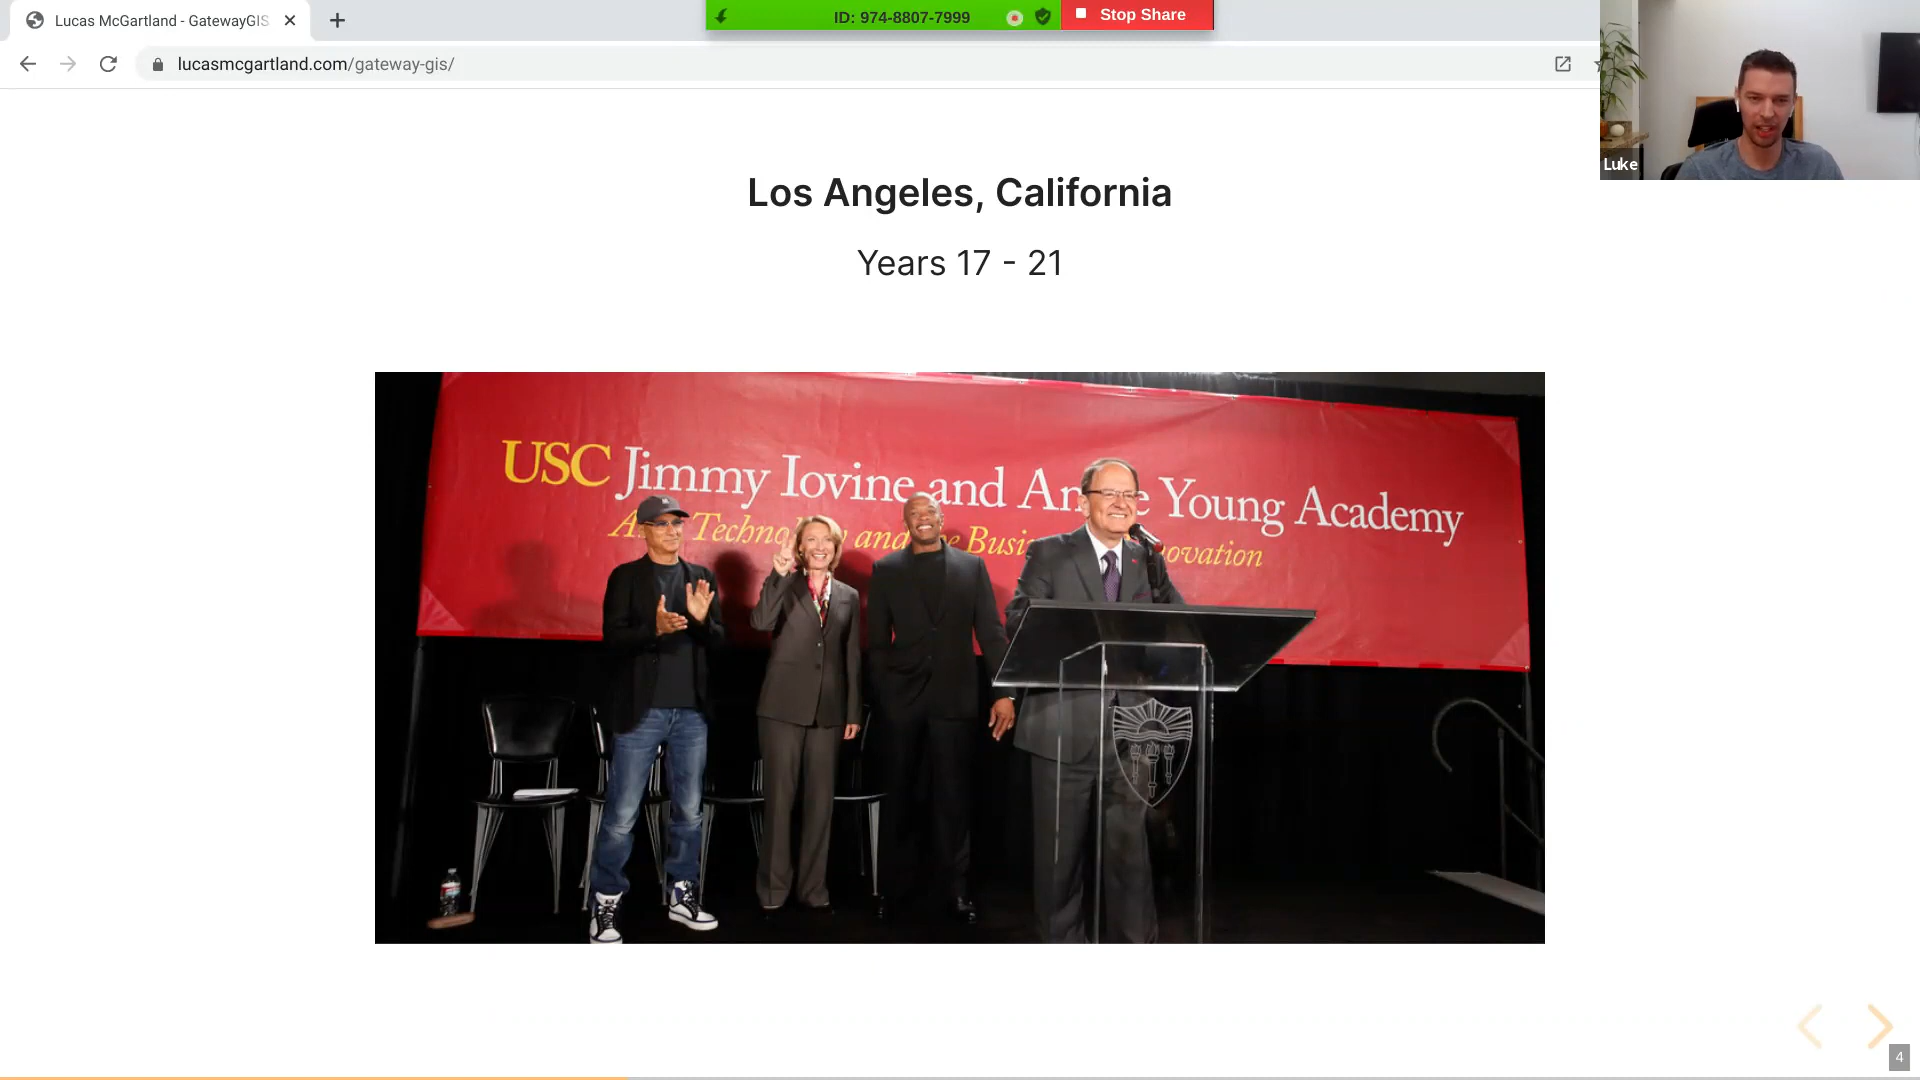 Lucas McGartland - GatewayGIS
ID: 974-8807-7999
Stop Share
lucasmcgartland.com/gateway-gis/
Luke
Los Angeles, California
Years 17 - 21
USC Jimmy Iovine and Andre Young Academy
Techno and Busi ovation
4